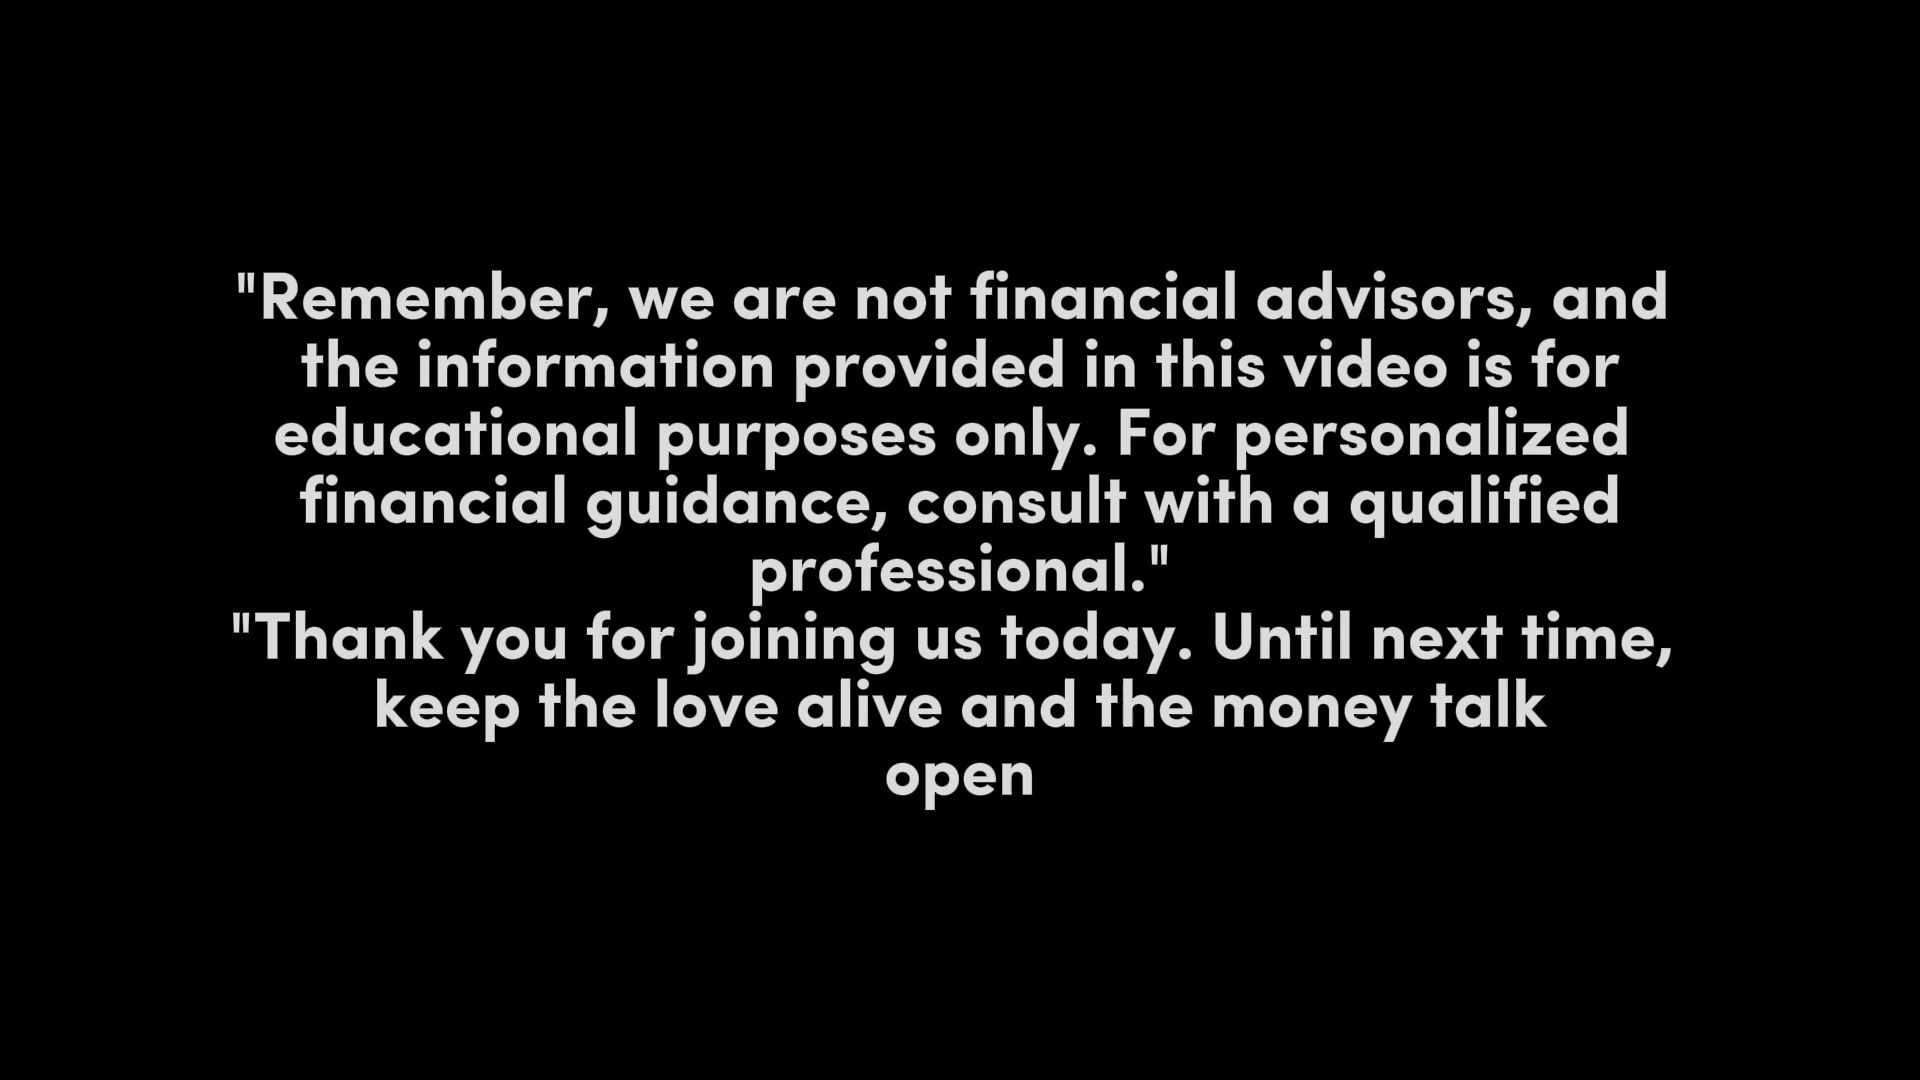 "Remember, we are not financial advisors, and
the information provided in this video is for
educational purposes only. For personalized
financial guidance, consult with a qualified
professional."
"Thank you for joining us today. Until next time,
keep the love alive and the money talk
open